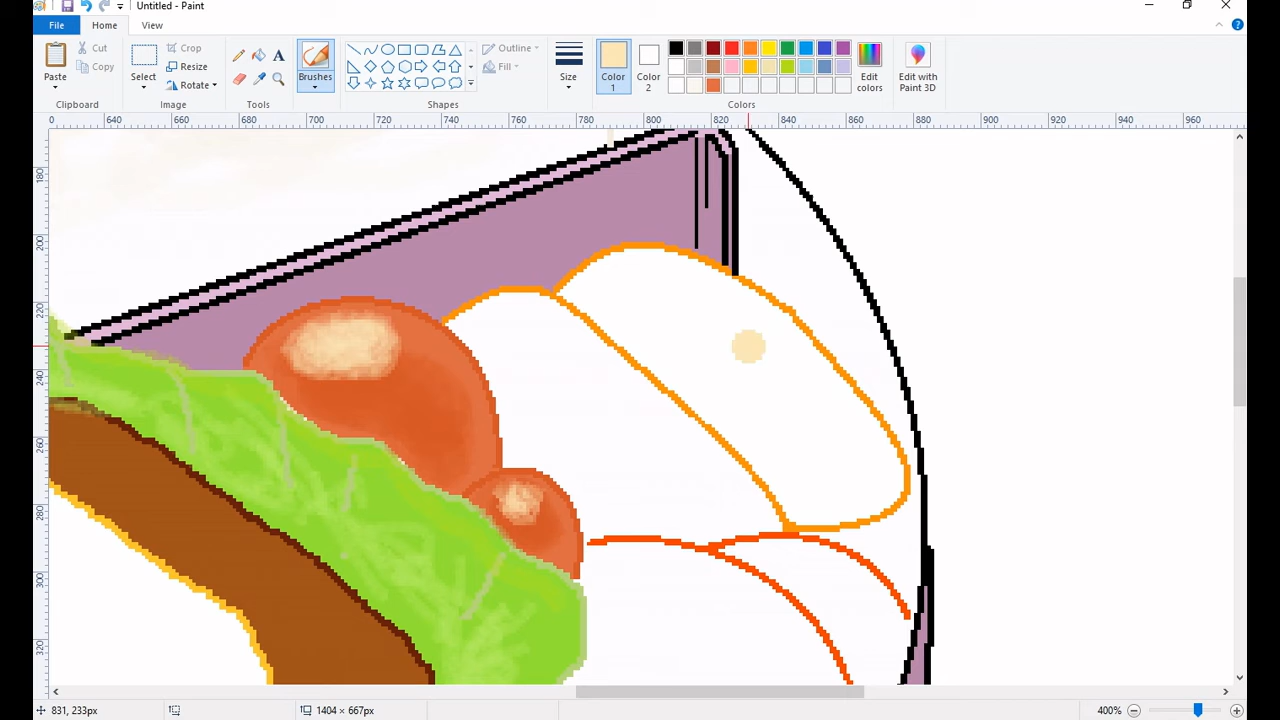 Untitled - Paint
File Home View
Paste
Cut
Copy
Clipboard
Select
Crop
Resize
Rotate
Image
A
Tools
Brushes
Outline
Fill
Shapes
Size
Color 1
Color 2
Edit colors
Colors
Edit with Paint 3D
0 640 660 680 700 720 740 760 780 800 820 840 860 880 900 920 940 960
180
200
220
240
260
280
300
320
831, 233px
1404 × 667px
400%